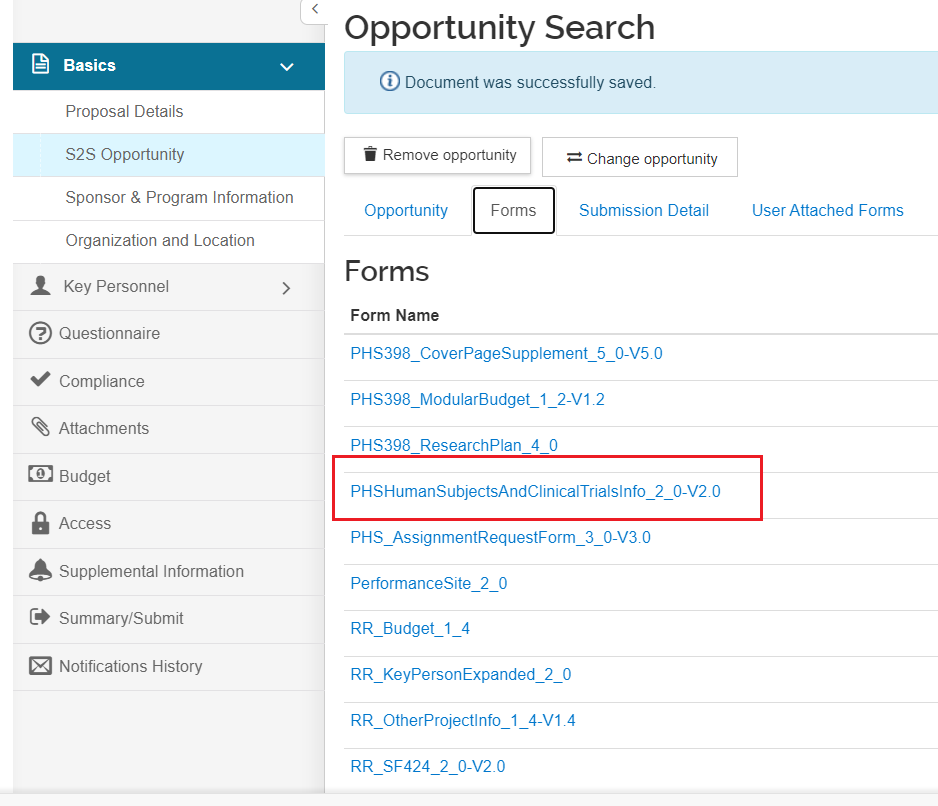 Basics
Proposal Details
S2S Opportunity
Sponsor & Program Information
Organization and Location
Key Personnel
Questionnaire
Compliance
Attachments
Budget
Access
Supplemental Information
Summary/Submit
Notifications History
Opportunity Search
Document was successfully saved.
Remove opportunity Change opportunity
Opportunity Forms Submission Detail User Attached Forms
Forms
Form Name
PHS398_CoverPageSupplement_5_0-V5.0
PHS398_ModularBudget_1_2-V1.2
PHS398_ResearchPlan_4_0
PHSHumanSubjectsAndClinicalTrialsInfo_2_0-V2.0
PHS_AssignmentRequestForm_3_0-V3.0
PerformanceSite_2_0
RR_Budget_1_4
RR_KeyPersonExpanded_2_0
RR_OtherProjectInfo_1_4-V1.4
RR_SF424_2_0-V2.0